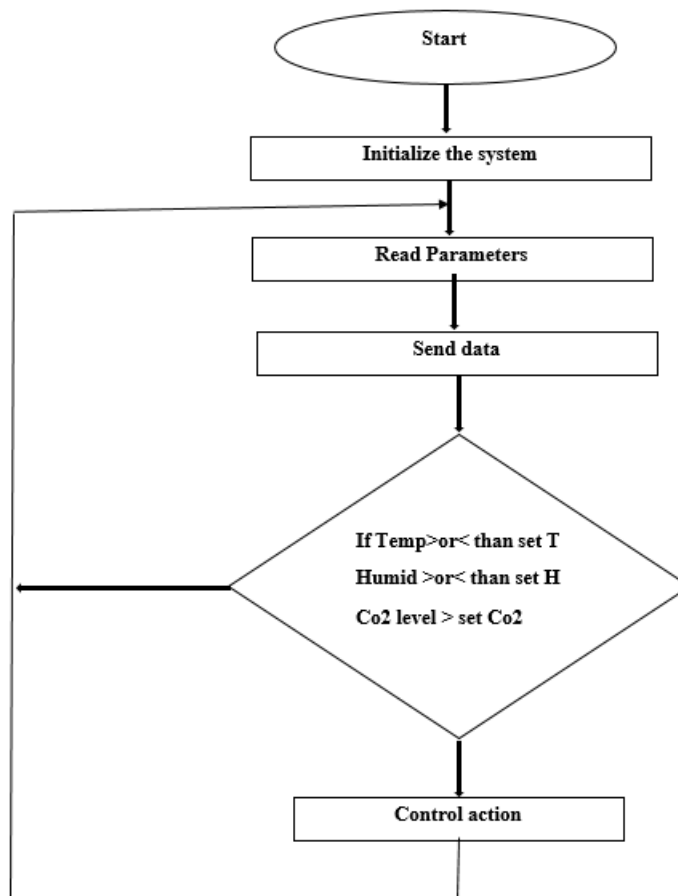 Start
Initialize the system
Read Parameters
Send data
If Temp>or< than set T
Humid >or< than set H
Co2 level > set Co2
Control action